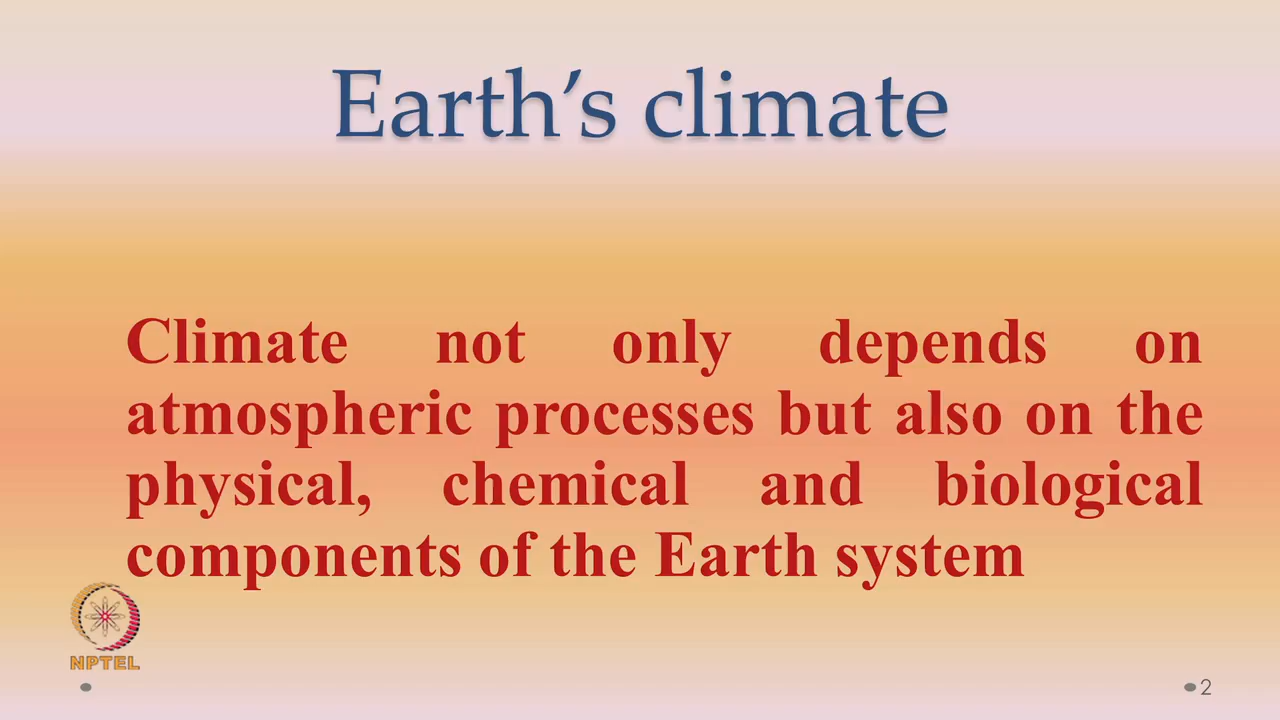 Earth’s climate
Climate not only depends on
atmospheric processes but also on the
physical, chemical and biological
components of the Earth system
NPTEL
2